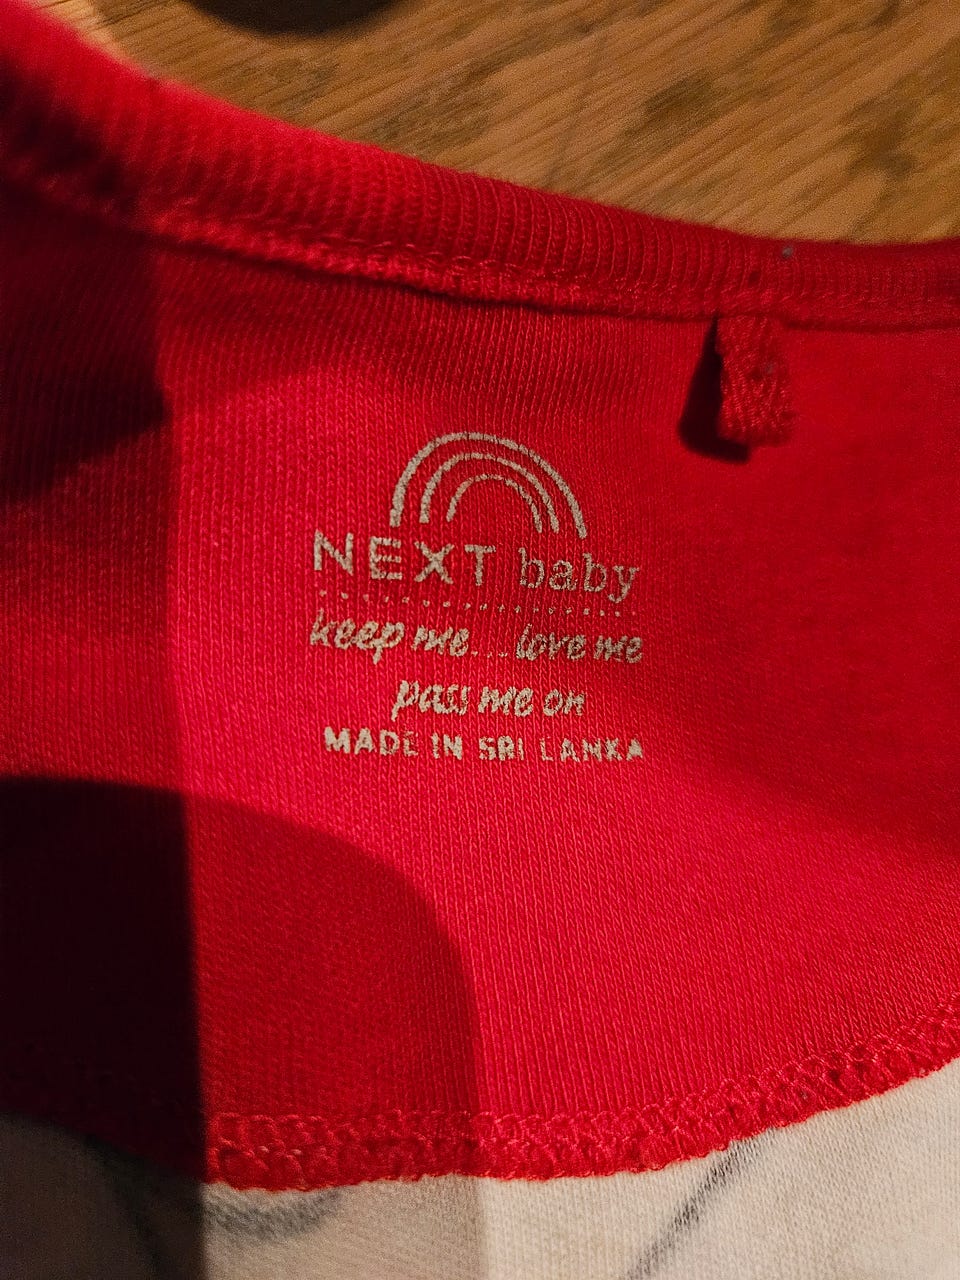 NEXT baby
keep me...love me
pass me on
MADE IN SRI LANKA